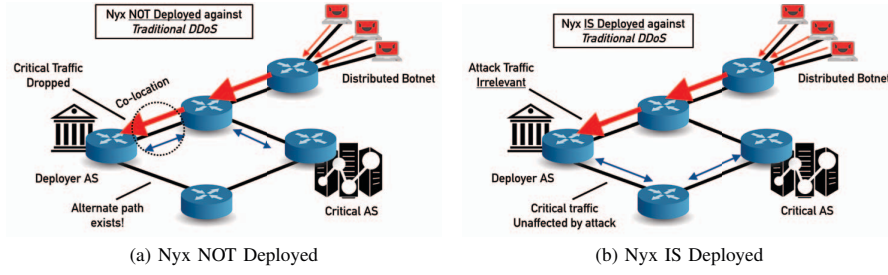 Nyx NOT Deployed against
Traditional DDoS
Critical Traffic
Dropped
Co-location
Distributed Botnet
Deployer AS
Alternate path
exists!
Critical AS
(a) Nyx NOT Deployed
Nyx IS Deployed against
Traditional DDoS
Attack Traffic
Irrelevant
Distributed Botnet
Deployer AS
Critical traffic
Unaffected by attack
Critical AS
(b) Nyx IS Deployed